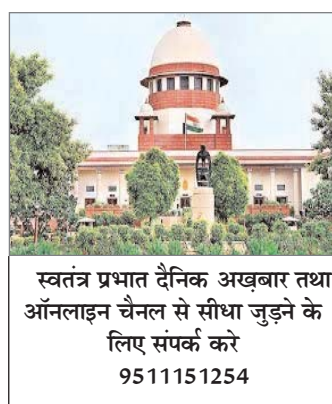 स्वतंत्र प्रभात दैनिक अख़बार तथा
ऑनलाइन चैनल से सीधा जुड़ने के
लिए संपर्क करे
9511151254